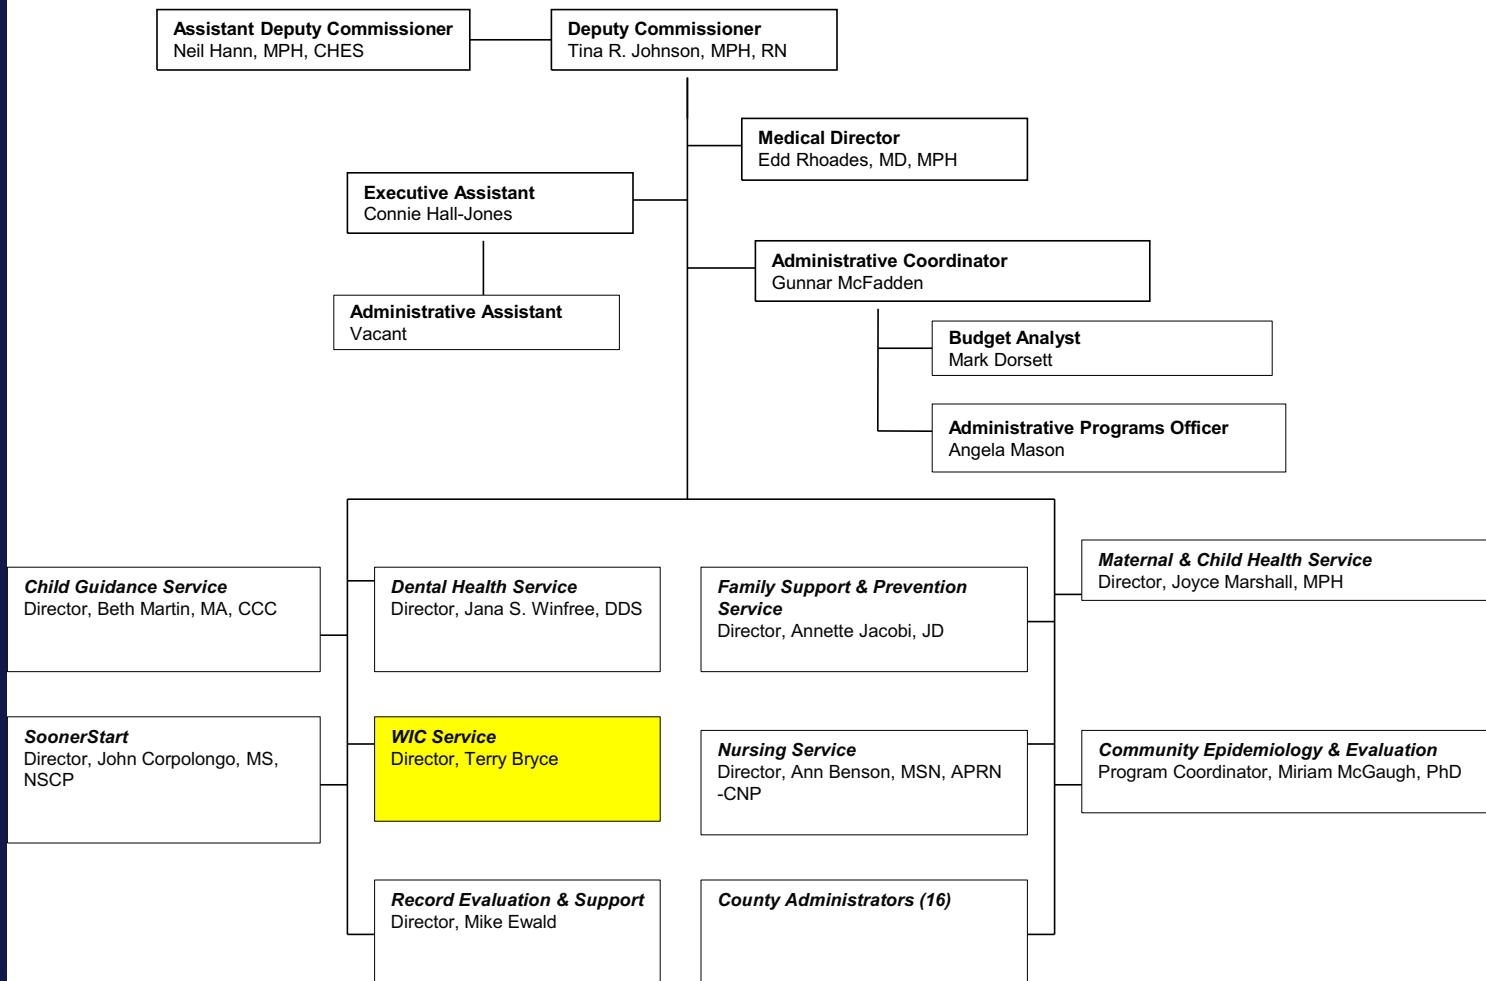 Assistant Deputy Commissioner
Neil Hann, MPH, CHES
Deputy Commissioner
Tina R. Johnson, MPH, RN
Medical Director
Edd Rhoades, MD, MPH
Executive Assistant
Connie Hall-Jones
Administrative Coordinator
Gunnar McFadden
Administrative Assistant
Vacant
Budget Analyst
Mark Dorsett
Administrative Programs Officer
Angela Mason
Child Guidance Service
Director, Beth Martin, MA, CCC
Dental Health Service
Director, Jana S. Winfree, DDS
Family Support & Prevention
Service
Director, Annette Jacobi, JD
Maternal & Child Health Service
Director, Joyce Marshall, MPH
SoonerStart
Director, John Corpolongo, MS,
NSCP
WIC Service
Director, Terry Bryce
Nursing Service
Director, Ann Benson, MSN, APRN
-CNP
Community Epidemiology & Evaluation
Program Coordinator, Miriam McGaugh, PhD
Record Evaluation & Support
Director, Mike Ewald
County Administrators (16)